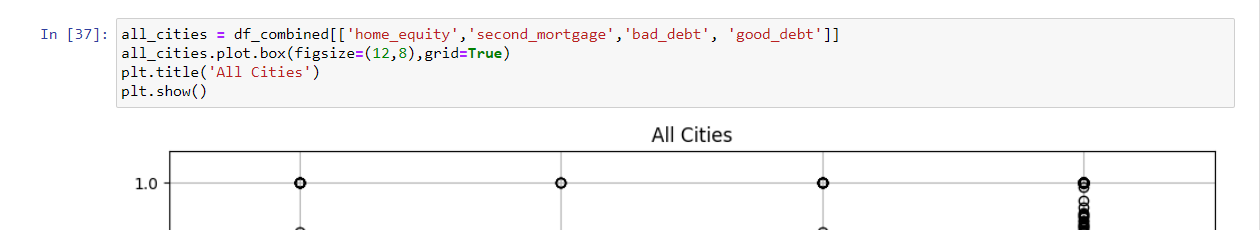 In [37]: all_cities = df_combined[['home_equity','second_mortgage','bad_debt', 'good_debt']]
all_cities.plot.box(figsize=(12,8),grid=True)
plt.title('All Cities')
plt.show()
All Cities
1.0